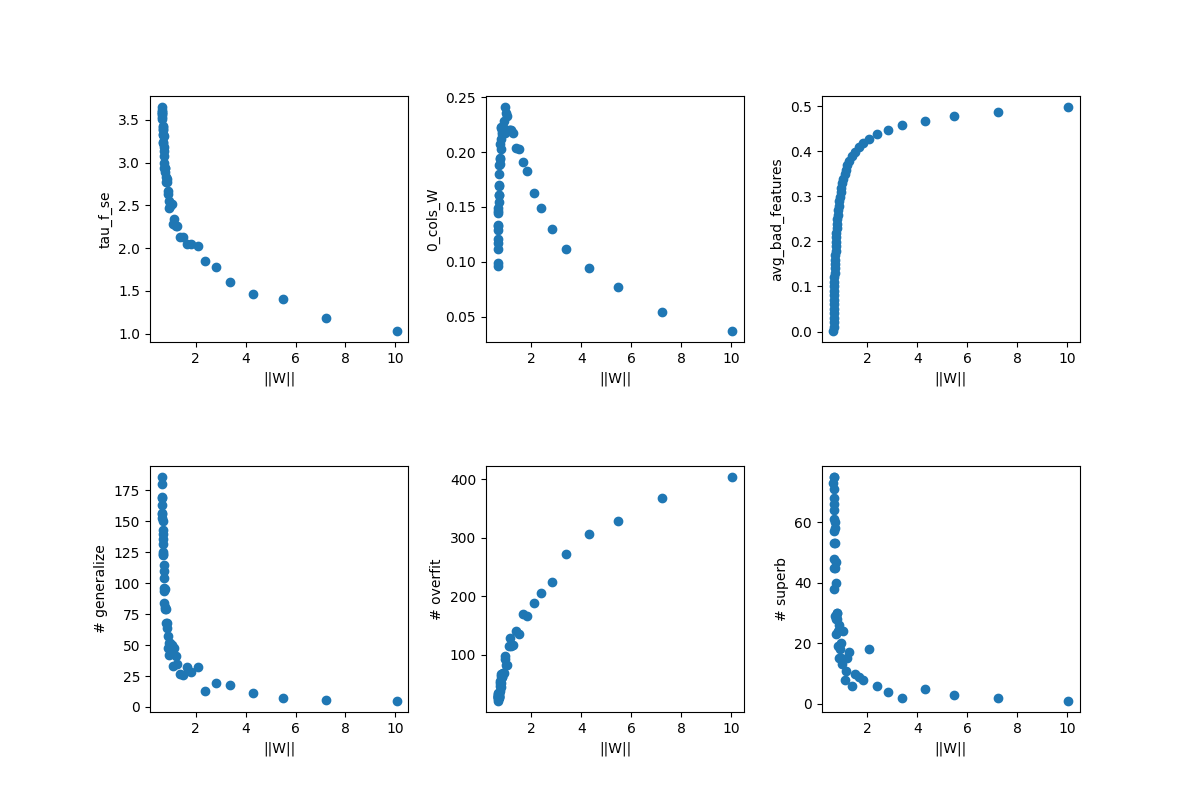 tau_f_se
3.5
3.0
2.5
2.0
1.5
1.0
2 4 6 8 10
||W||
0_cols_W
0.25
0.20
0.15
0.10
0.05
2 4 6 8 10
||W||
avg_bad_features
0.5
0.4
0.3
0.2
0.1
0.0
2 4 6 8 10
||W||
# generalize
175
150
125
100
75
50
25
0
2 4 6 8 10
||W||
# overfit
400
300
200
100
2 4 6 8 10
||W||
# superb
60
40
20
0
2 4 6 8 10
||W||